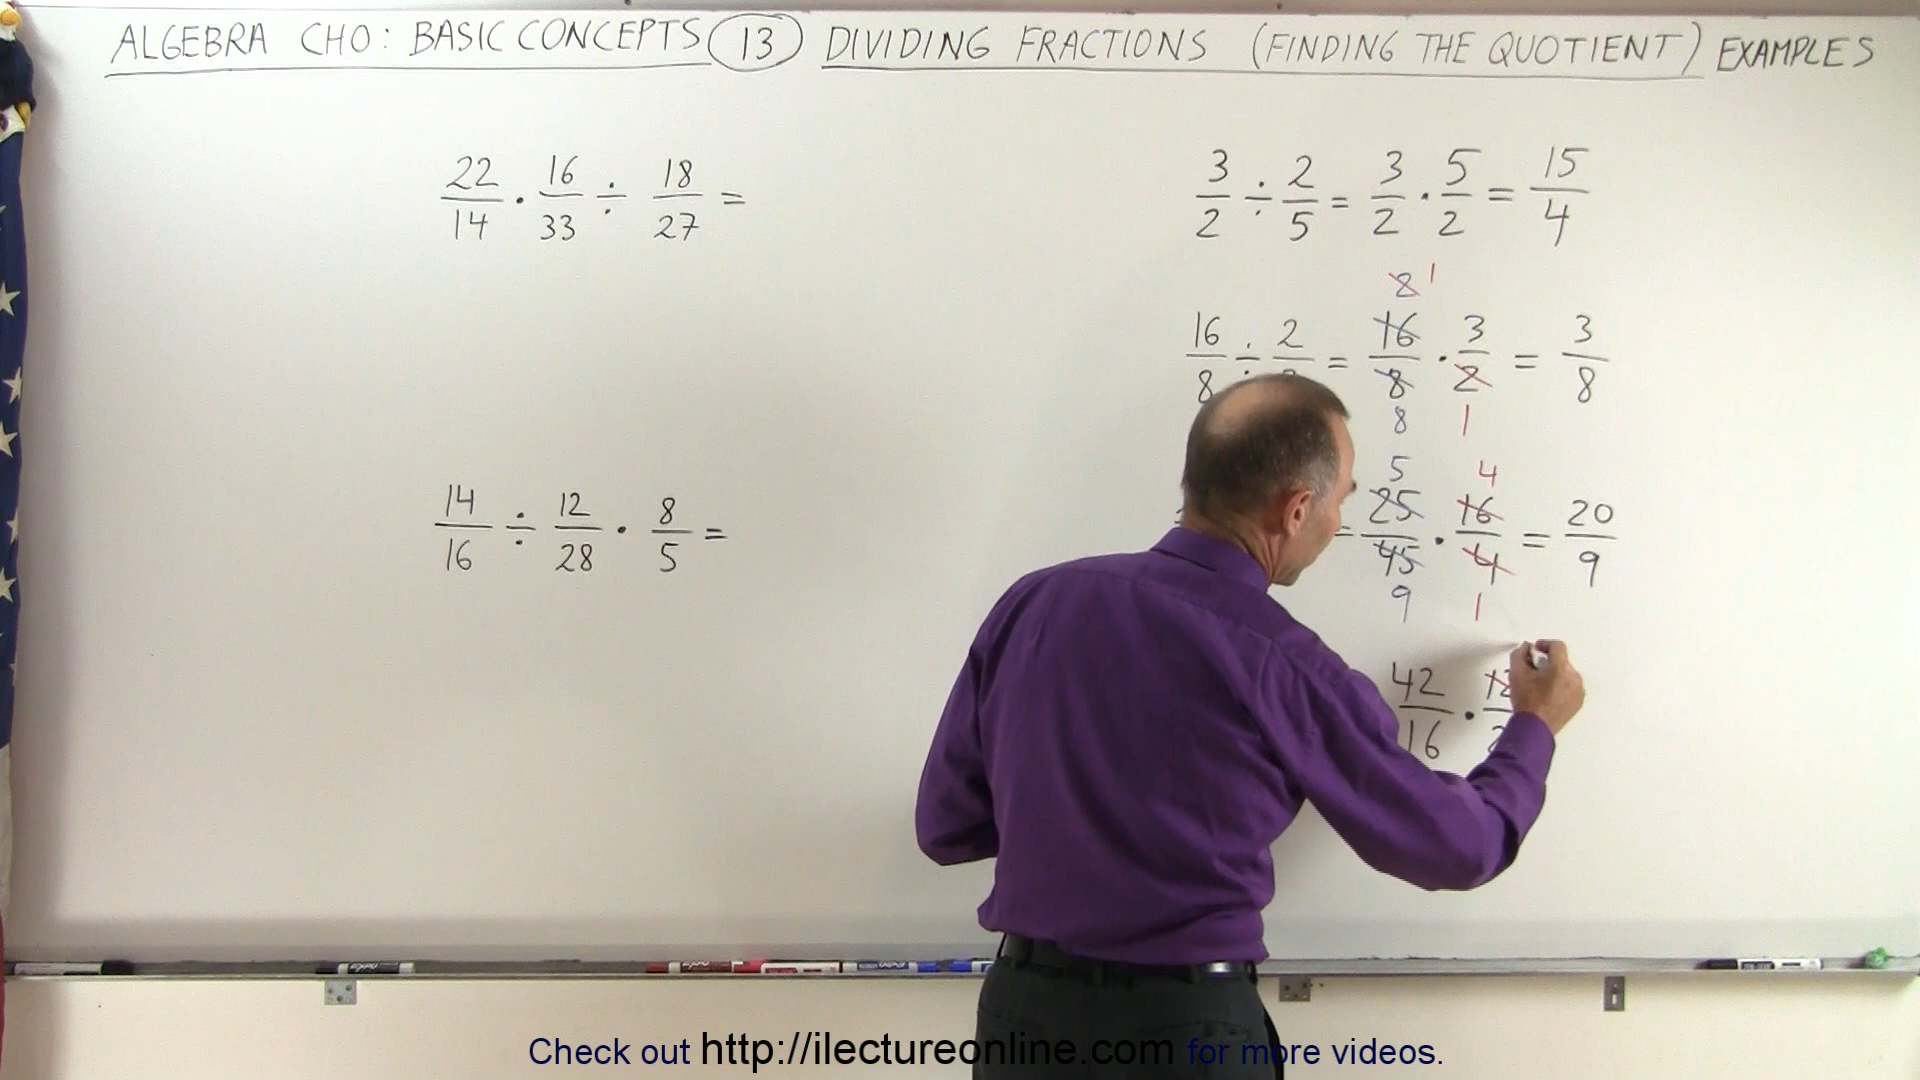 ALGEBRA CH0: BASIC CONCEPTS 13 DIVIDING FRACTIONS (FINDING THE QUOTIENT) EXAMPLES
22/14 · 16/33 ÷ 18/27 =
14/16 ÷ 12/28 · 8/5 =
3/2 ÷ 2/5 = 3/2 · 5/2 = 15/4
8 1
16/8 ÷ 2/ = 16/8 · 3/2 = 3/8
8 1
5 4
= 25/45 · 16/4 = 20/9
9 1
42/16 ·
Check out http://ilectureonline.com for more videos.